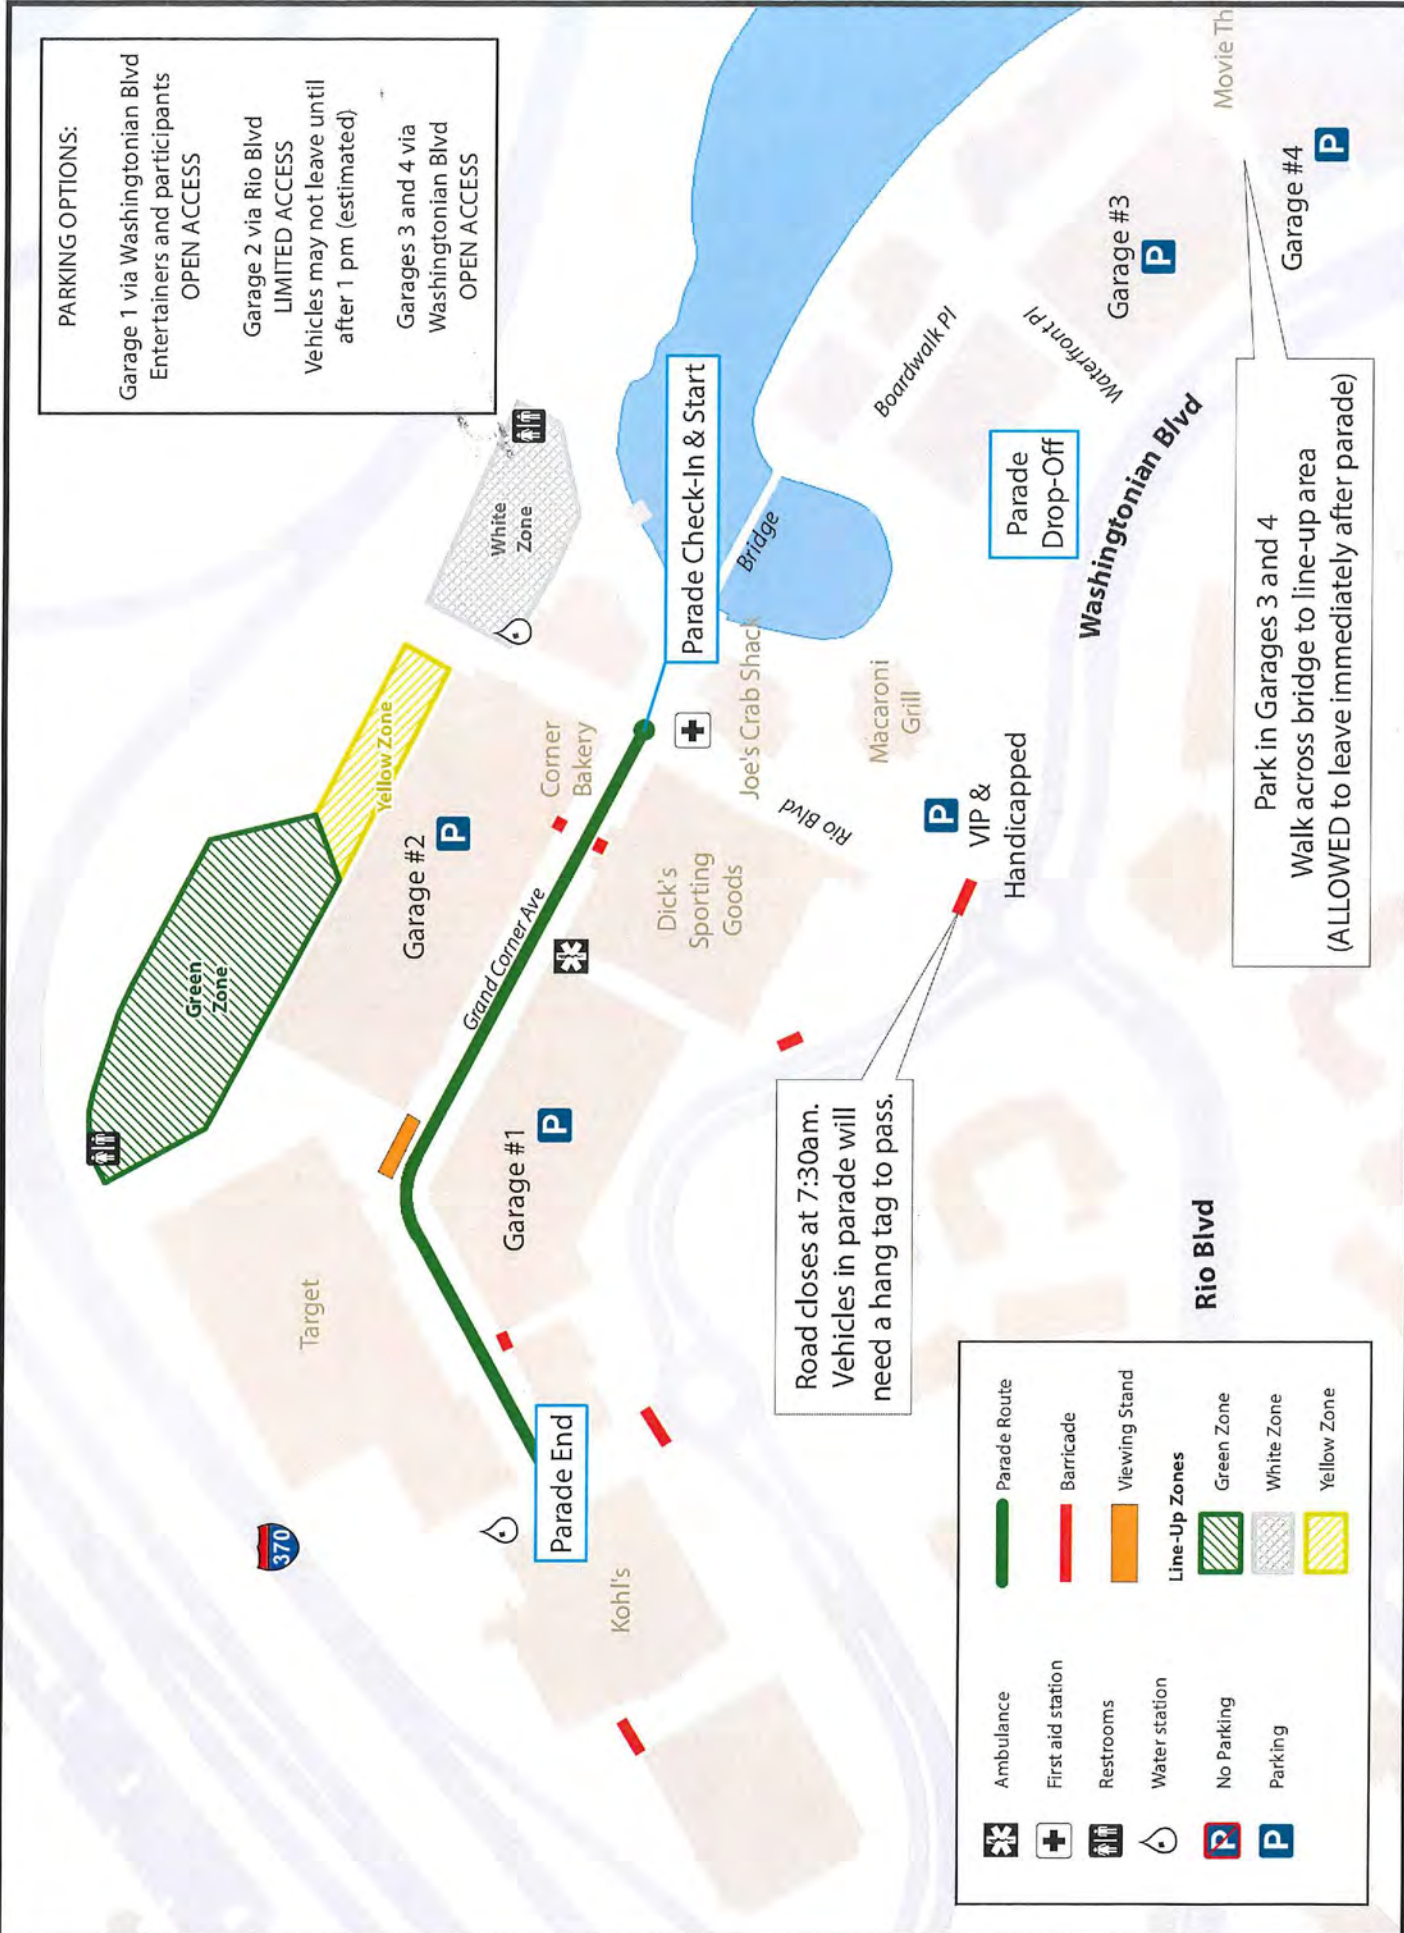 PARKING OPTIONS:
Garage 1 via Washingtonian Blvd
Entertainers and participants
OPEN ACCESS
Garage 2 via Rio Blvd
LIMITED ACCESS
Vehicles may not leave until
after 1 pm (estimated)
Garages 3 and 4 via
Washingtonian Blvd
OPEN ACCESS
370
Target
Green
Zone
Yellow Zone
White
Zone
Garage #2
P
Grand Corner Ave
Corner
Bakery
Garage #1
P
Parade End
Kohl's
Dick's
Sporting
Goods
Parade Check-In & Start
Joe's Crab Shack
Bridge
Rio Blvd
Macaroni
Grill
P
VIP &
Handicapped
Boardwalk Pl
Waterfront Pl
Parade
Drop-Off
Washingtonian Blvd
Garage #3
P
Movie Th
Garage #4
P
Road closes at 7:30am.
Vehicles in parade will
need a hang tag to pass.
Park in Garages 3 and 4
Walk across bridge to line-up area
(ALLOWED to leave immediately after parade)
Rio Blvd
Ambulance
First aid station
Restrooms
Water station
P
No Parking
P
Parking
Parade Route
Barricade
Viewing Stand
Line-Up Zones
Green Zone
White Zone
Yellow Zone